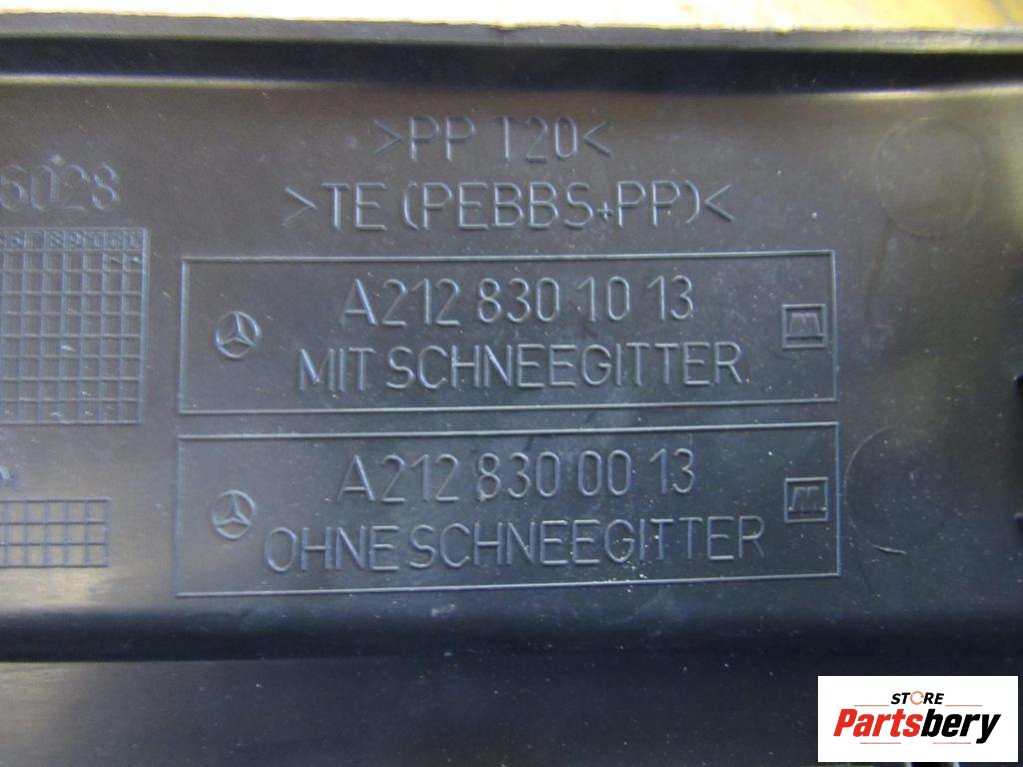 >PP T20<
>TE(PEBBS+PP)<
A212 830 10 13
MIT SCHNEEGITTER
A212 830 00 13
OHNE SCHNEEGITTER
STORE
Partsbery